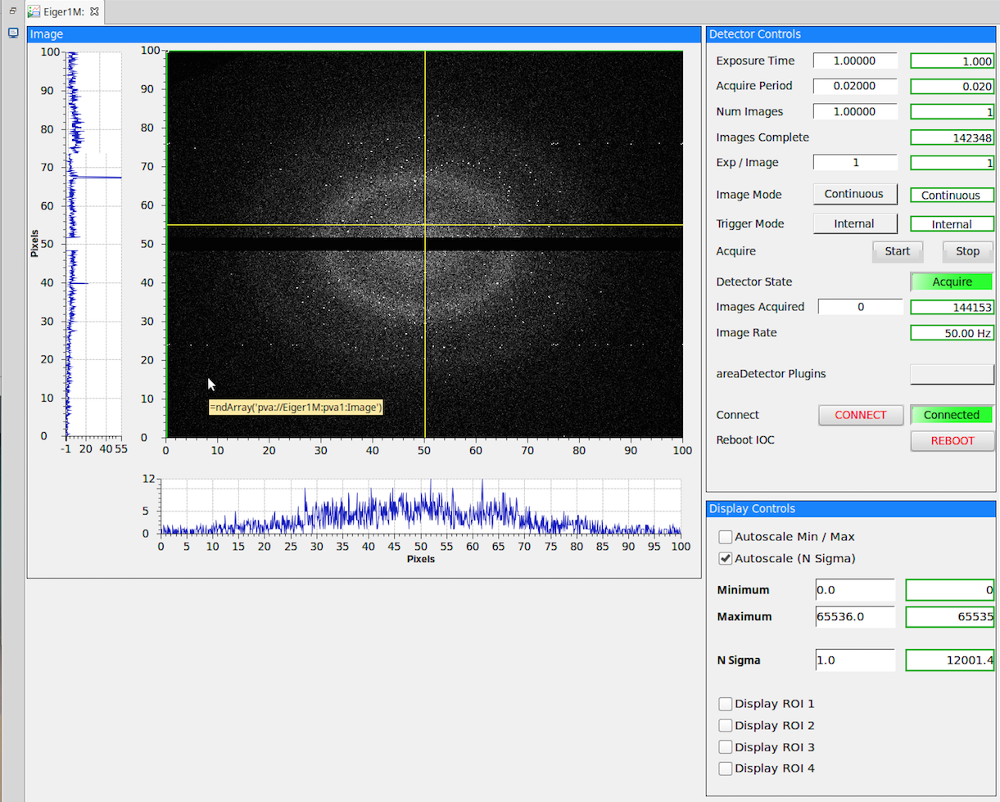 Eiger1M:
Image
100
90
80
70
60
50
40
30
20
10
0
Pixels
-1 20 40 55
100
90
80
70
60
50
40
30
20
10
0
0 10 20 30 40 50 60 70 80 90 100
=ndArray('pva://Eiger1M:pva1:Image')
12
5
0
0 5 10 15 20 25 30 35 40 45 50 55 60 65 70 75 80 85 90 95 100
Pixels
Detector Controls
Exposure Time 1.00000 1.000
Acquire Period 0.02000 0.020
Num Images 1.00000 1
Images Complete 142348
Exp / Image 1 1
Image Mode Continuous Continuous
Trigger Mode Internal Internal
Acquire Start Stop
Detector State Acquire
Images Acquired 0 144153
Image Rate 50.00 Hz
areaDetector Plugins
Connect CONNECT Connected
Reboot IOC REBOOT
Display Controls
Autoscale Min / Max
Autoscale (N Sigma)
Minimum 0.0 0
Maximum 65536.0 65535
N Sigma 1.0 12001.4
Display ROI 1
Display ROI 2
Display ROI 3
Display ROI 4